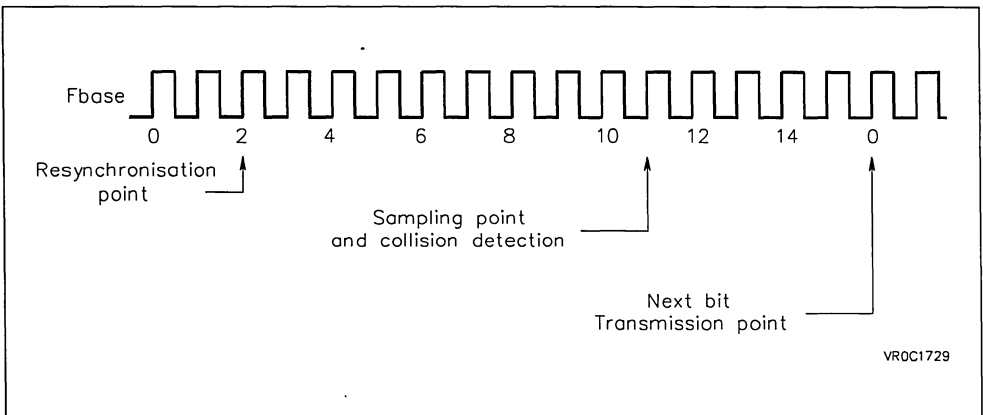 Fbase
0 2 4 6 8 10 12 14 0
Resynchronisation
point
Sampling point
and collision detection
Next bit
Transmission point
VR0C1729